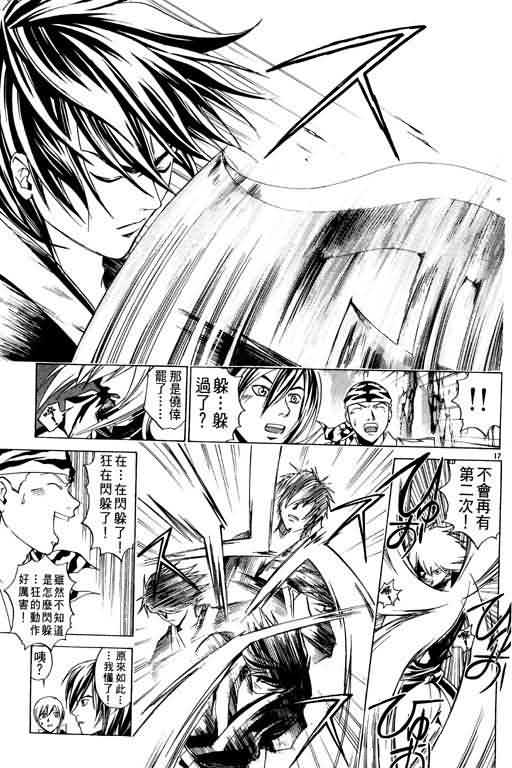 ！！
躲…躲
過了？
那是僥倖
罷了……
17
不會再有
第二次！
在…在閃躲了！
狂在閃躲了！
雖然不知道
是怎麼閃躲
…狂的動作
好厲害！
原來如此…
…我懂了！
咦？